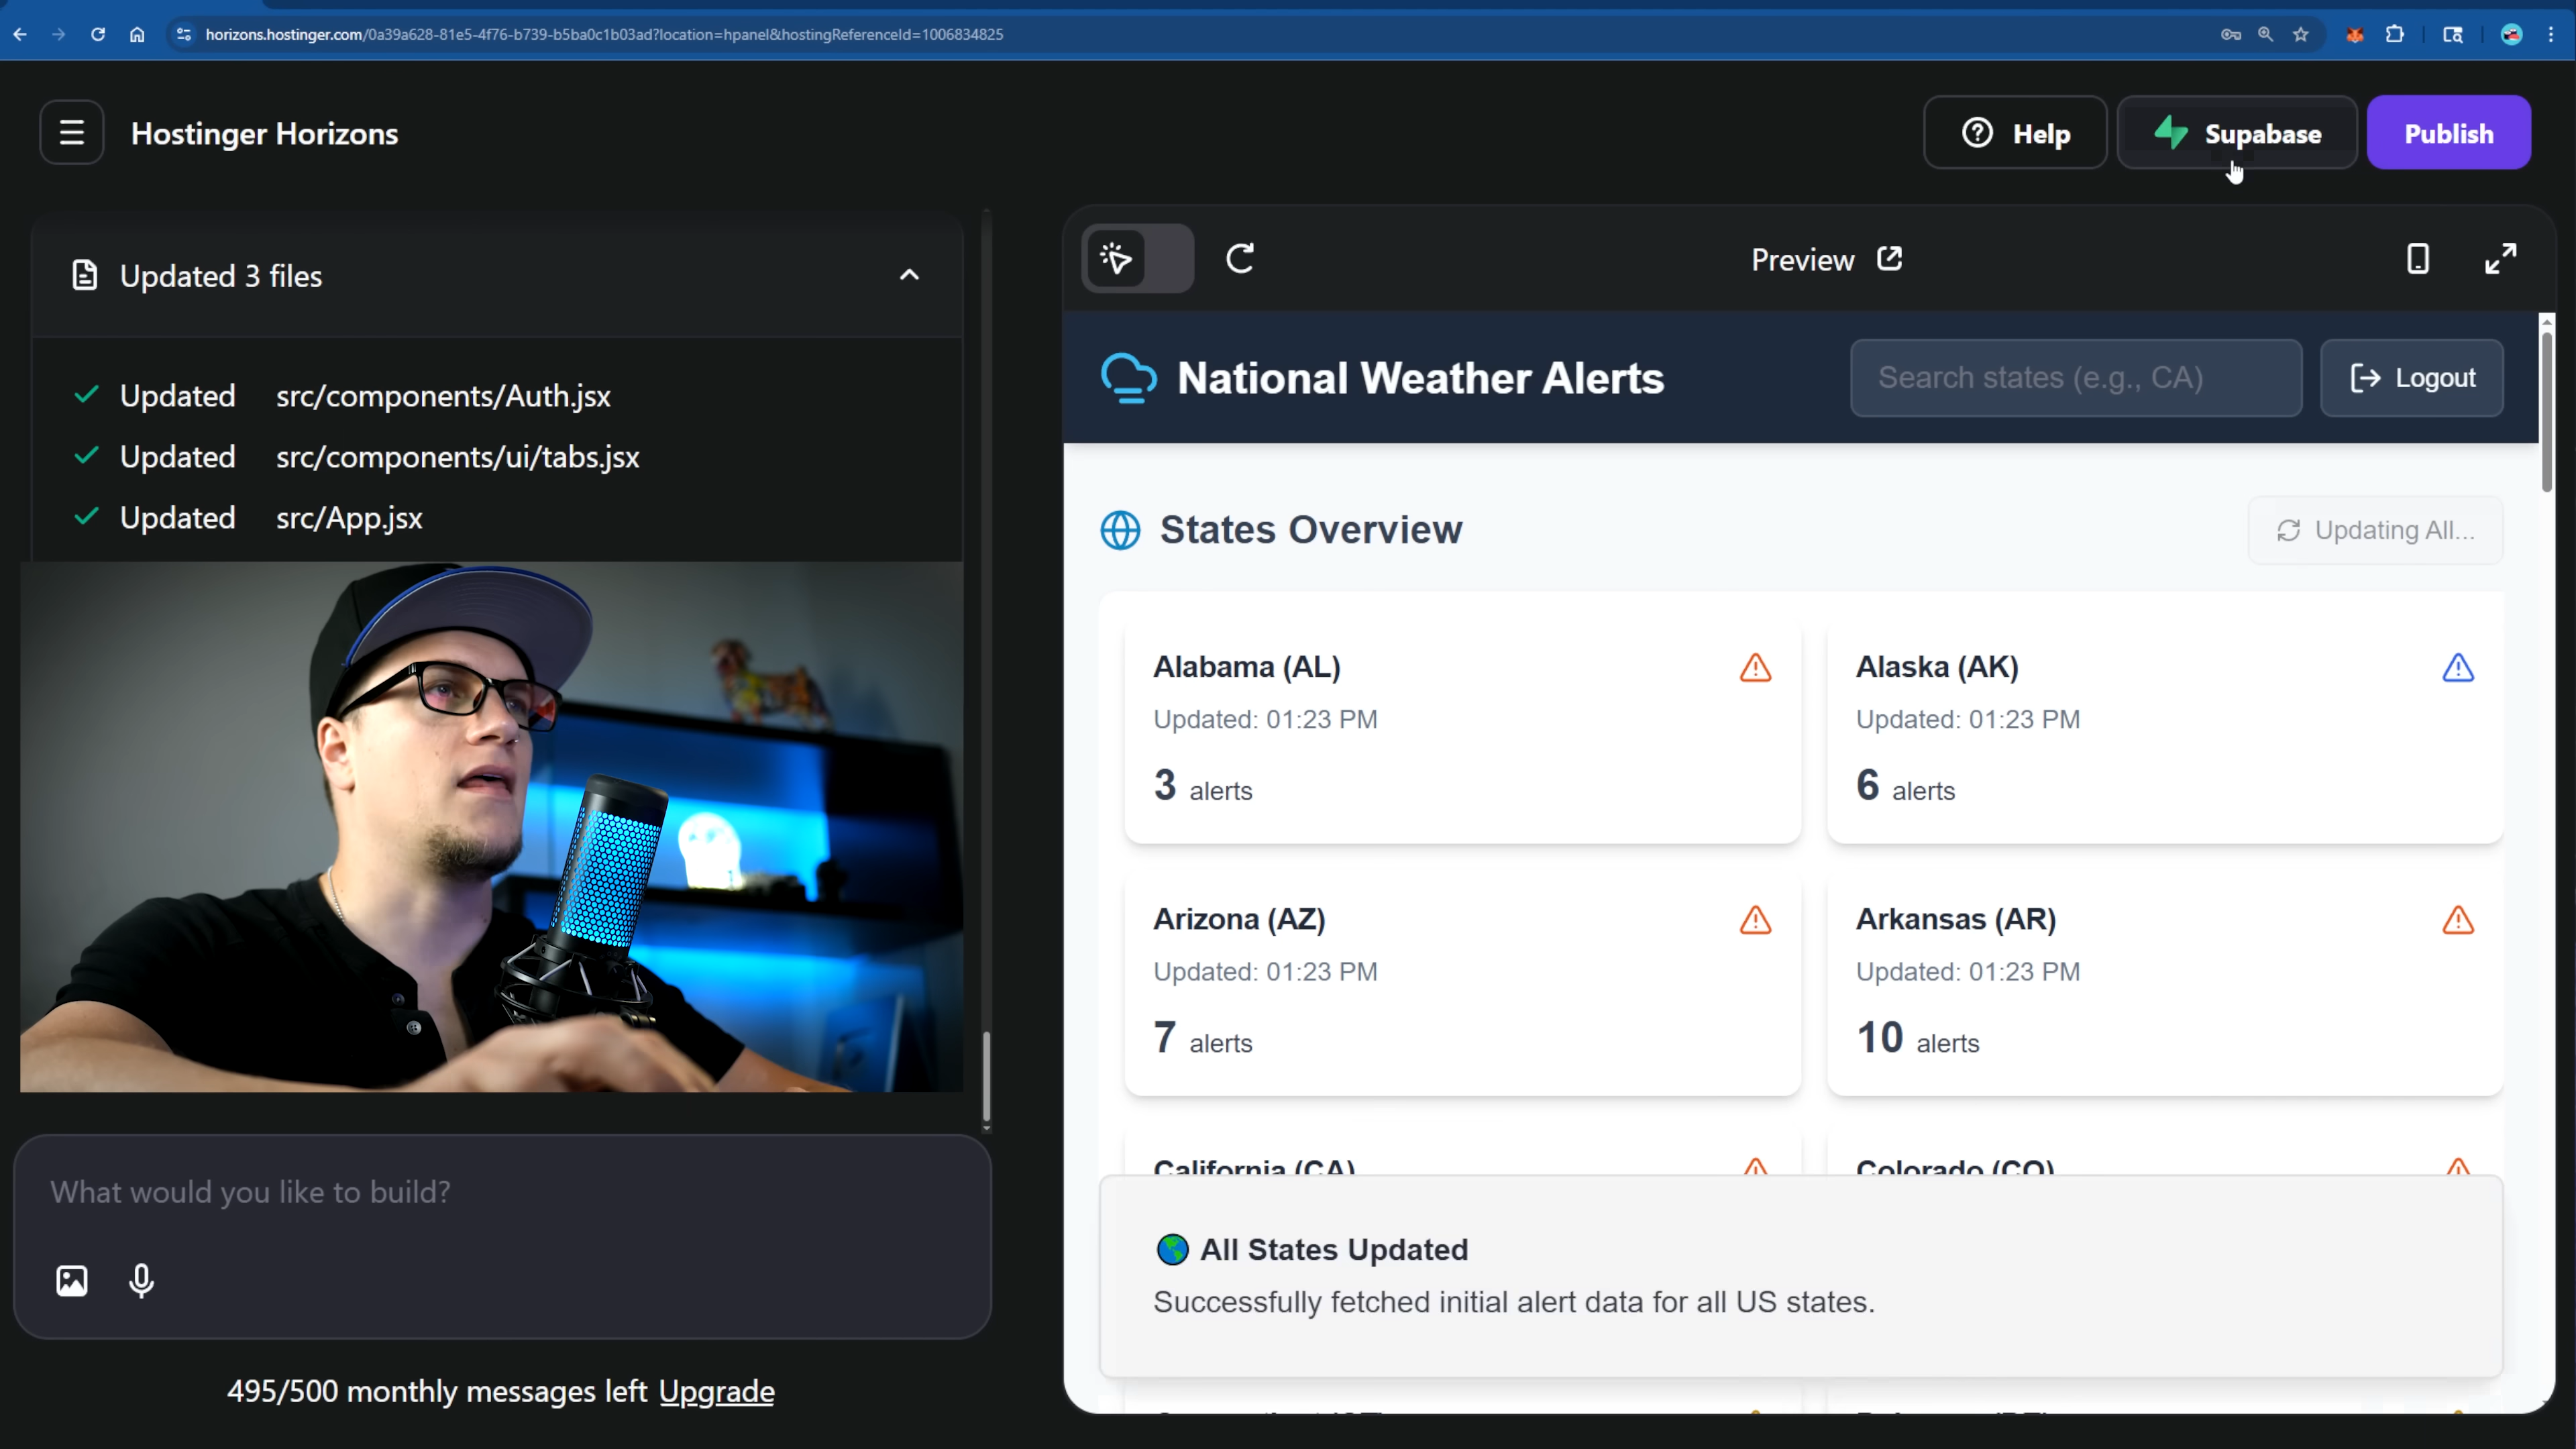 horizons.hostinger.com/0a39a628-81e5-4f76-b739-b5ba0c1b03ad?location=hpanel&hostingReferenceId=1006834825
Hostinger Horizons
Help
Supabase
Publish
Updated 3 files
Updated src/components/Auth.jsx
Updated src/components/ui/tabs.jsx
Updated src/App.jsx
What would you like to build?
495/500 monthly messages left Upgrade
Preview
National Weather Alerts
Search states (e.g., CA)
Logout
States Overview
Updating All...
Alabama (AL)
Updated: 01:23 PM
3 alerts
Alaska (AK)
Updated: 01:23 PM
6 alerts
Arizona (AZ)
Updated: 01:23 PM
7 alerts
Arkansas (AR)
Updated: 01:23 PM
10 alerts
California (CA)
Colorado (CO)
All States Updated
Successfully fetched initial alert data for all US states.